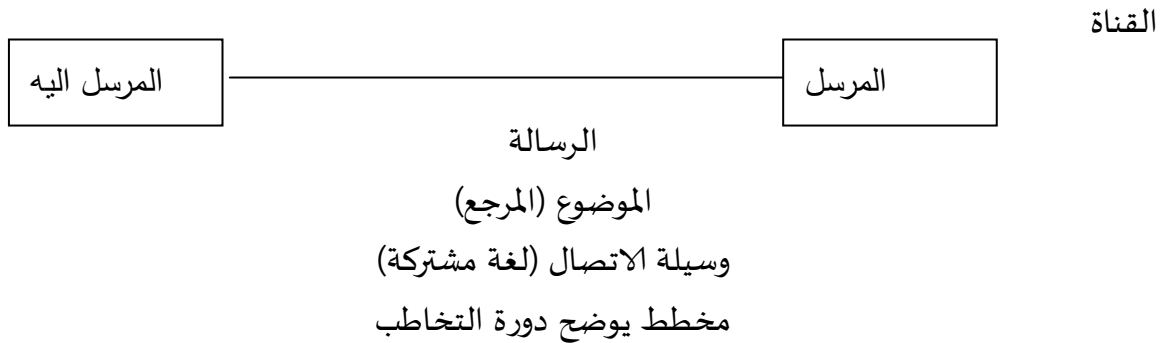 القناة
المرسل
المرسل اليه
الرسالة
الموضوع (المرجع)
وسيلة الاتصال (لغة مشتركة)
مخطط يوضح دورة التخاطب